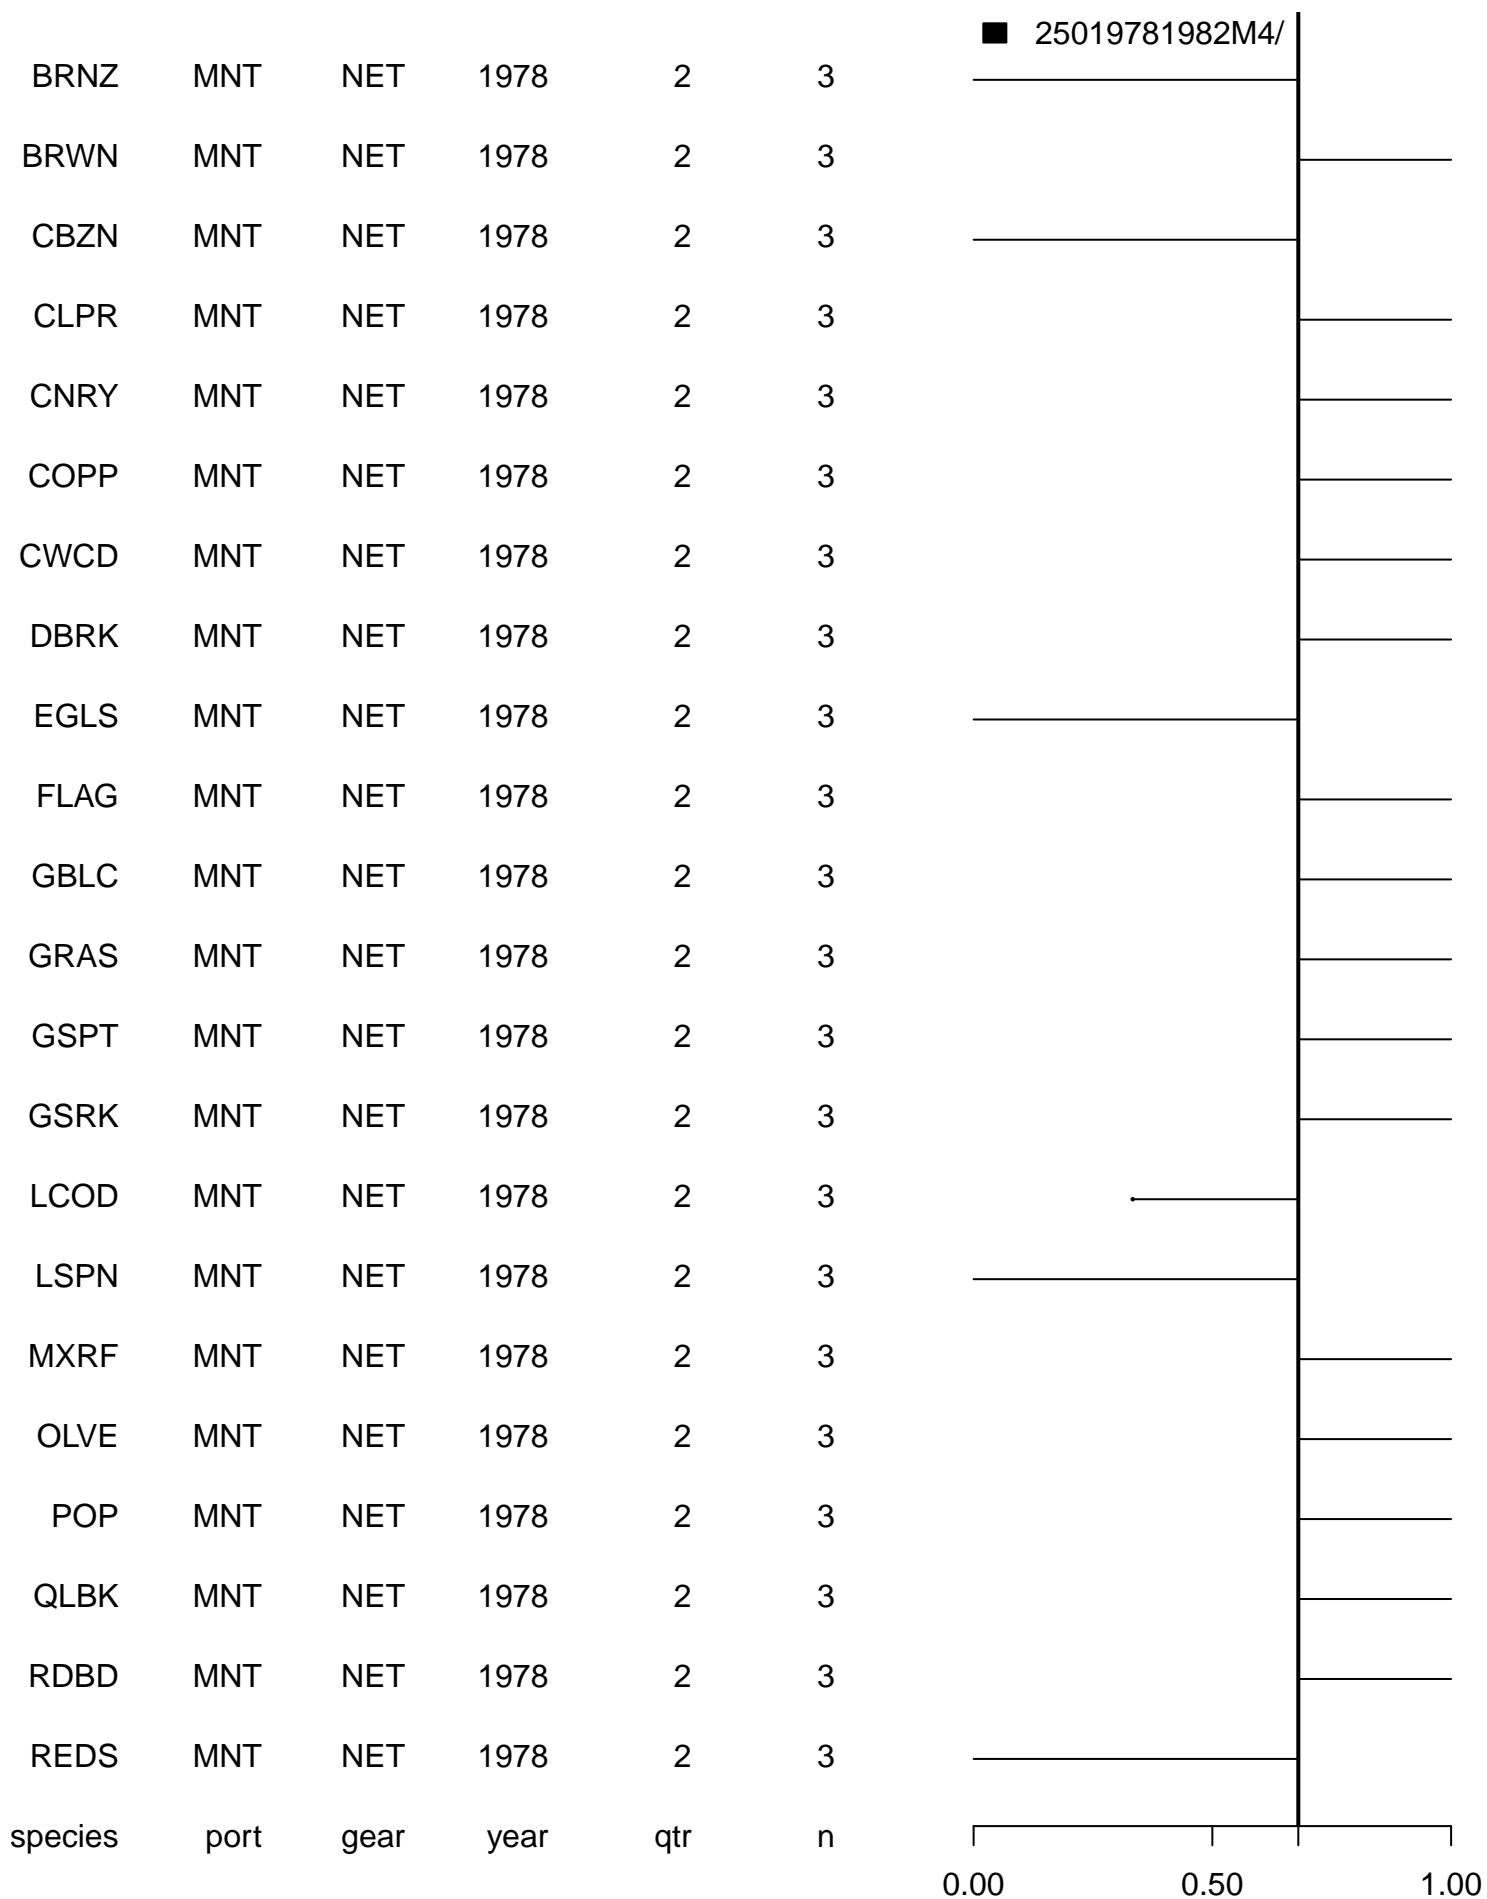 25019781982M4/
BRNZ MNT NET 1978 2 3
BRWN MNT NET 1978 2 3
CBZN MNT NET 1978 2 3
CLPR MNT NET 1978 2 3
CNRY MNT NET 1978 2 3
COPP MNT NET 1978 2 3
CWCD MNT NET 1978 2 3
DBRK MNT NET 1978 2 3
EGLS MNT NET 1978 2 3
FLAG MNT NET 1978 2 3
GBLC MNT NET 1978 2 3
GRAS MNT NET 1978 2 3
GSPT MNT NET 1978 2 3
GSRK MNT NET 1978 2 3
LCOD MNT NET 1978 2 3
LSPN MNT NET 1978 2 3
MXRF MNT NET 1978 2 3
OLVE MNT NET 1978 2 3
POP MNT NET 1978 2 3
QLBK MNT NET 1978 2 3
RDBD MNT NET 1978 2 3
REDS MNT NET 1978 2 3
species port gear year qtr n
0.00 0.50 1.00